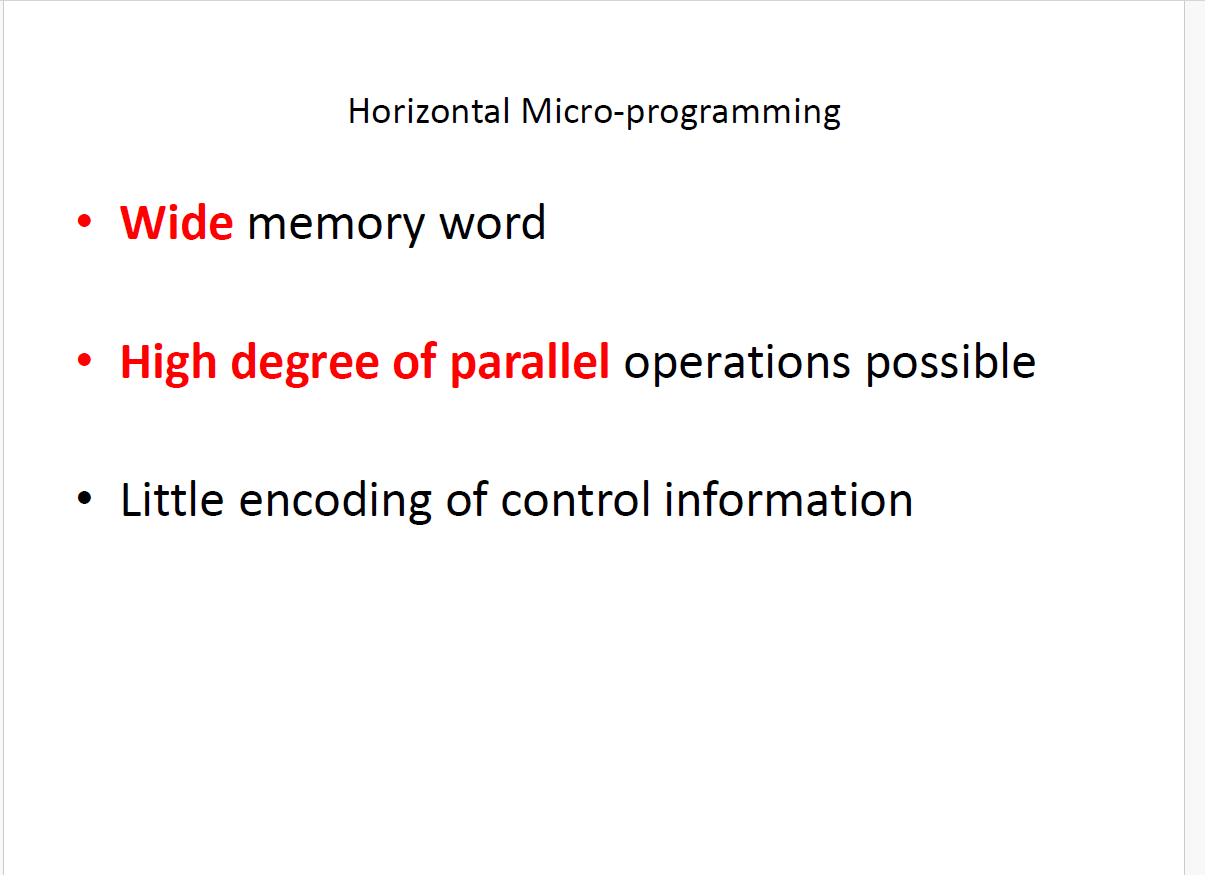 Horizontal Micro-programming
• Wide memory word
• High degree of parallel operations possible
• Little encoding of control information